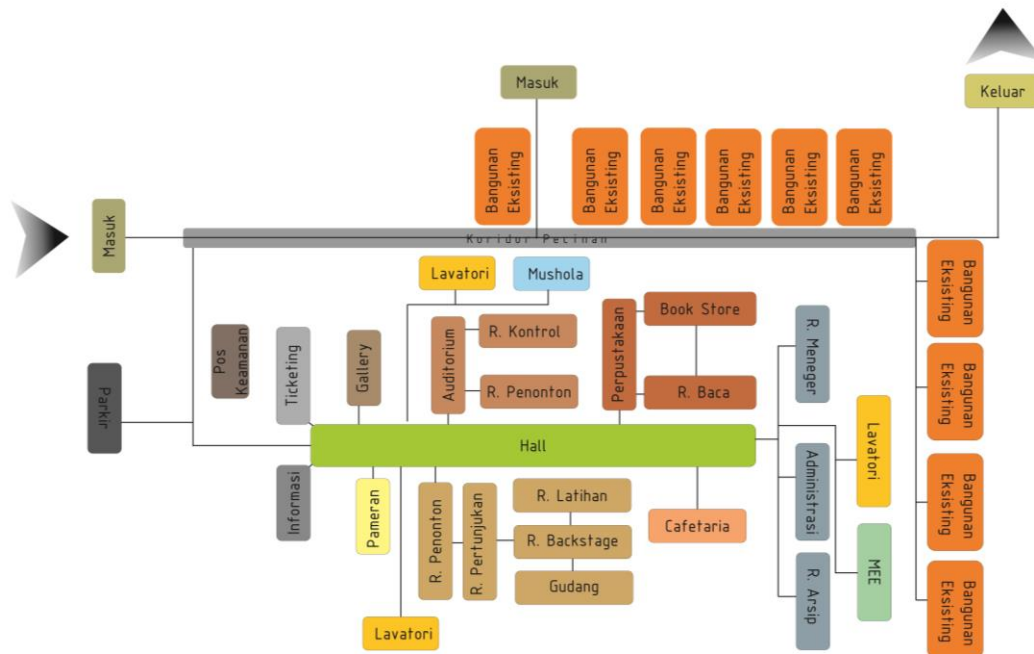 Masuk
Keluar
Bangunan
Eksisting
Bangunan
Eksisting
Bangunan
Eksisting
Bangunan
Eksisting
Bangunan
Eksisting
Bangunan
Eksisting
Masuk
Koridor Pecinan
Bangunan
Eksisting
Lavatori
Mushola
Book Store
R. Kontrol
Auditorium
Perpustakaan
R. Meneger
Pos
Keamanan
Ticketing
Gallery
R. Penonton
R. Baca
Bangunan
Eksisting
Parkir
Hall
Lavatori
Informasi
Pameran
R. Penonton
R. Pertunjukan
R. Latihan
R. Backstage
Gudang
Cafetaria
Administrasi
Bangunan
Eksisting
MEE
R. Arsip
Bangunan
Eksisting
Lavatori